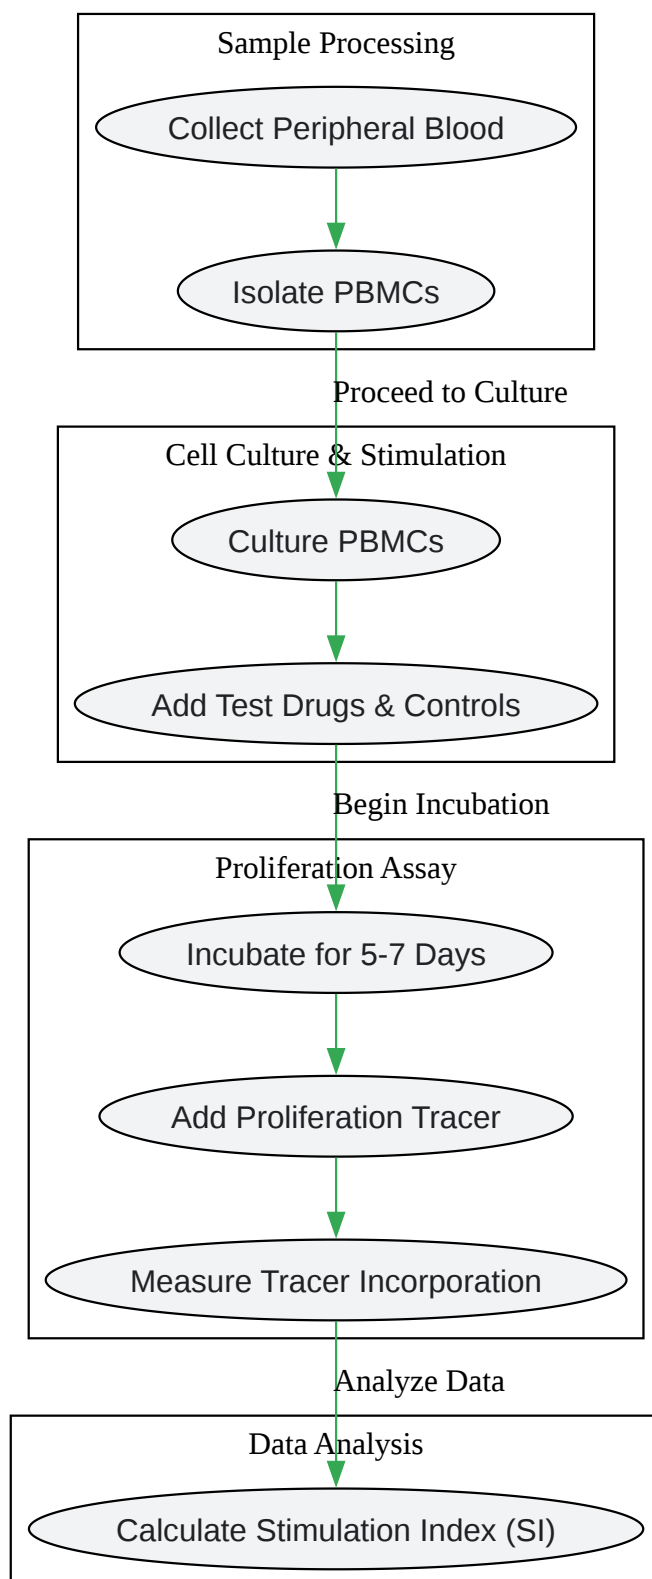 Sample Processing
Collect Peripheral Blood
Isolate PBMCs
Proceed to Culture
Cell Culture & Stimulation
Culture PBMCs
Add Test Drugs & Controls
Begin Incubation
Proliferation Assay
Incubate for 5-7 Days
Add Proliferation Tracer
Measure Tracer Incorporation
Analyze Data
Data Analysis
Calculate Stimulation Index (SI)